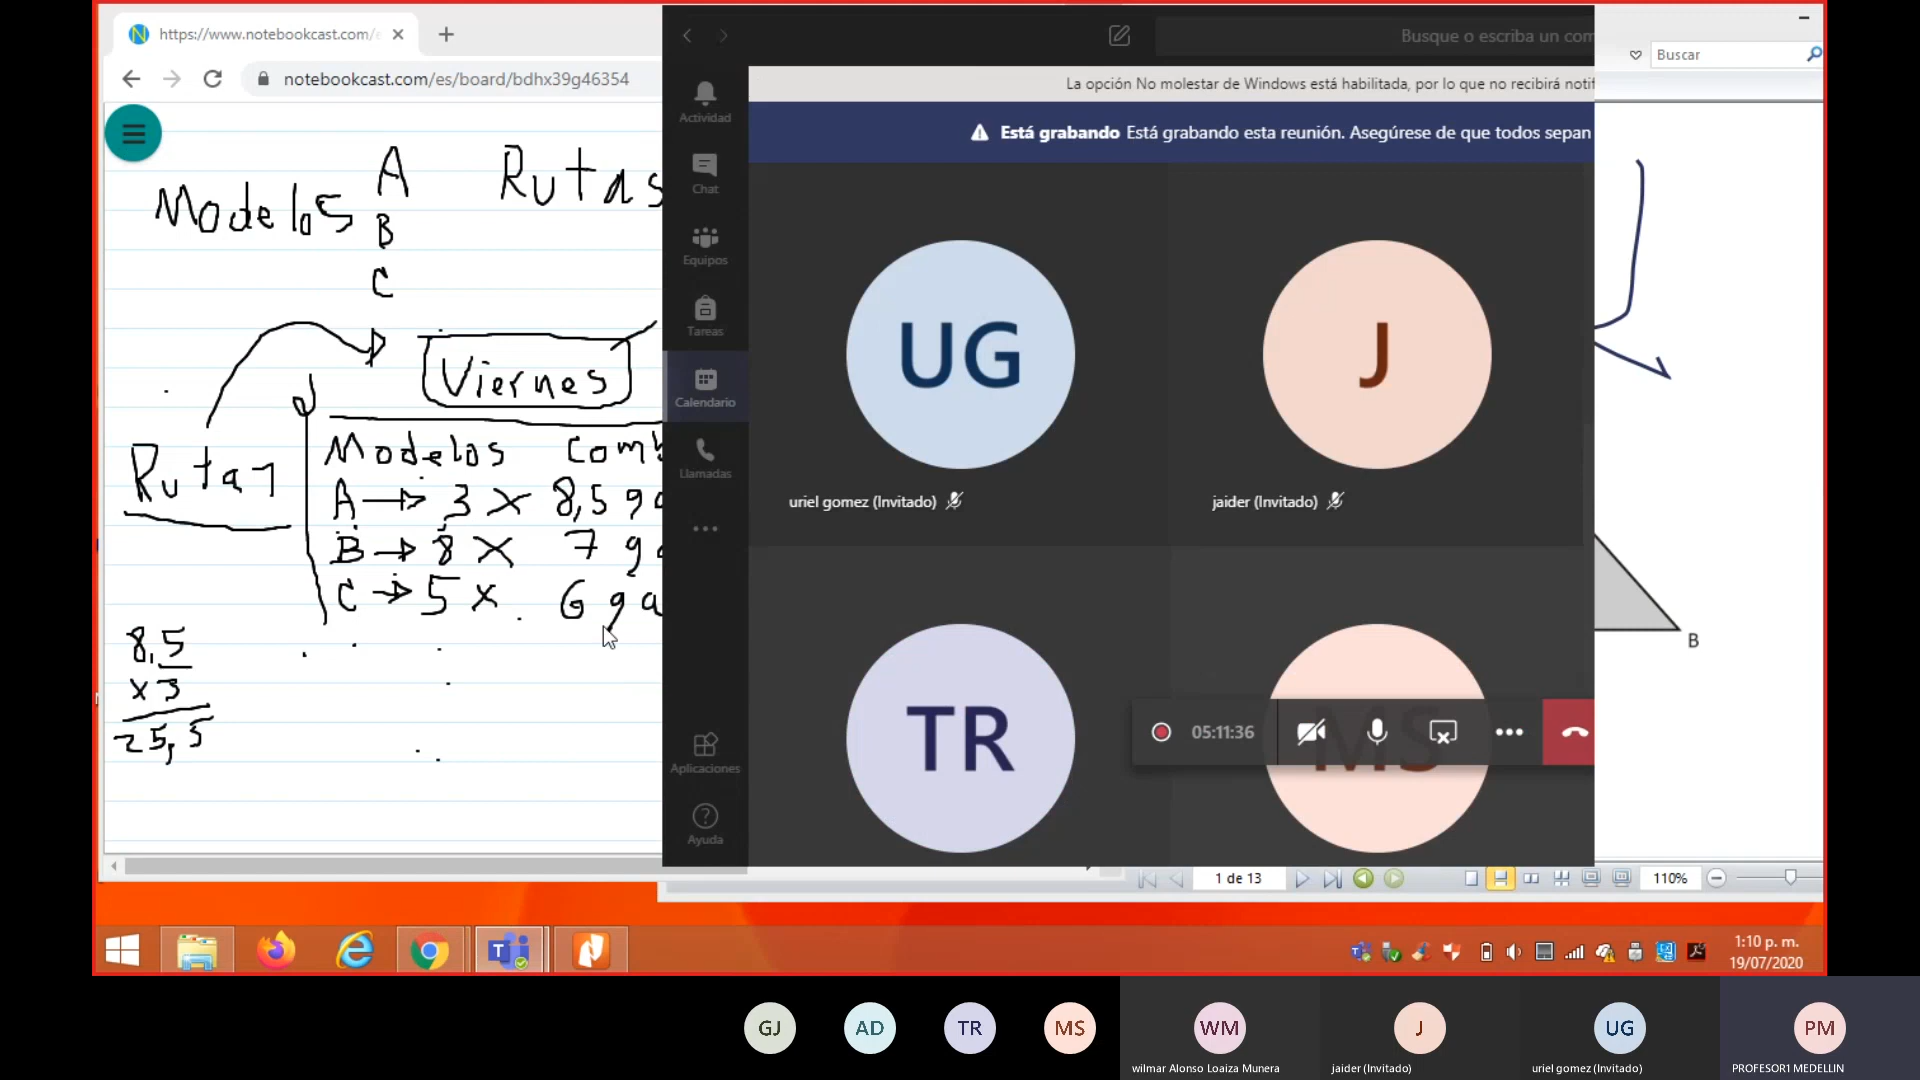 https://www.notebookcast.com/e
notebookcast.com/es/board/bdhx39g46354
Modelos A Rutas
B
C
Viernes
Ruta 1
Modelos Comb
A → 3 X 8,5 ga
B → 8 X 7 ga
C → 5 X 6 ga
8,5
x 3
25,5
Busque o escriba un com
La opción No molestar de Windows está habilitada, por lo que no recibirá notif
Está grabando Está grabando esta reunión. Asegúrese de que todos sepan
Actividad
Chat
Equipos
Tareas
Calendario
Llamadas
Aplicaciones
Ayuda
UG
uriel gomez (Invitado)
J
jaider (Invitado)
TR
MS
05:11:36
Buscar
B
1 de 13
110%
1:10 p. m.
19/07/2020
GJ
AD
TR
MS
WM
wilmar Alonso Loaiza Munera
J
jaider (Invitado)
UG
uriel gomez (Invitado)
PM
PROFESOR1 MEDELLIN